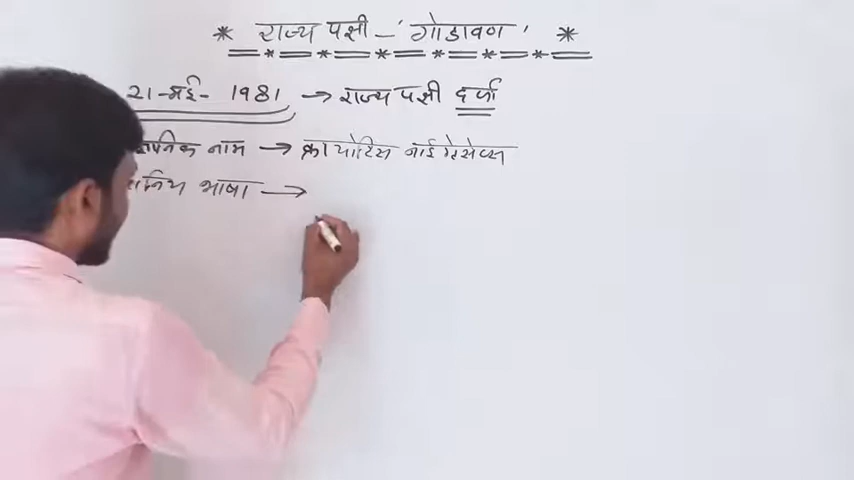 * राज्य पक्षी - 'गोडावण' *
21-मई- 1981 → राज्य पक्षी दर्जा
नाम → क्रायोटिस नाईग्रेसेप्स
भाषा →